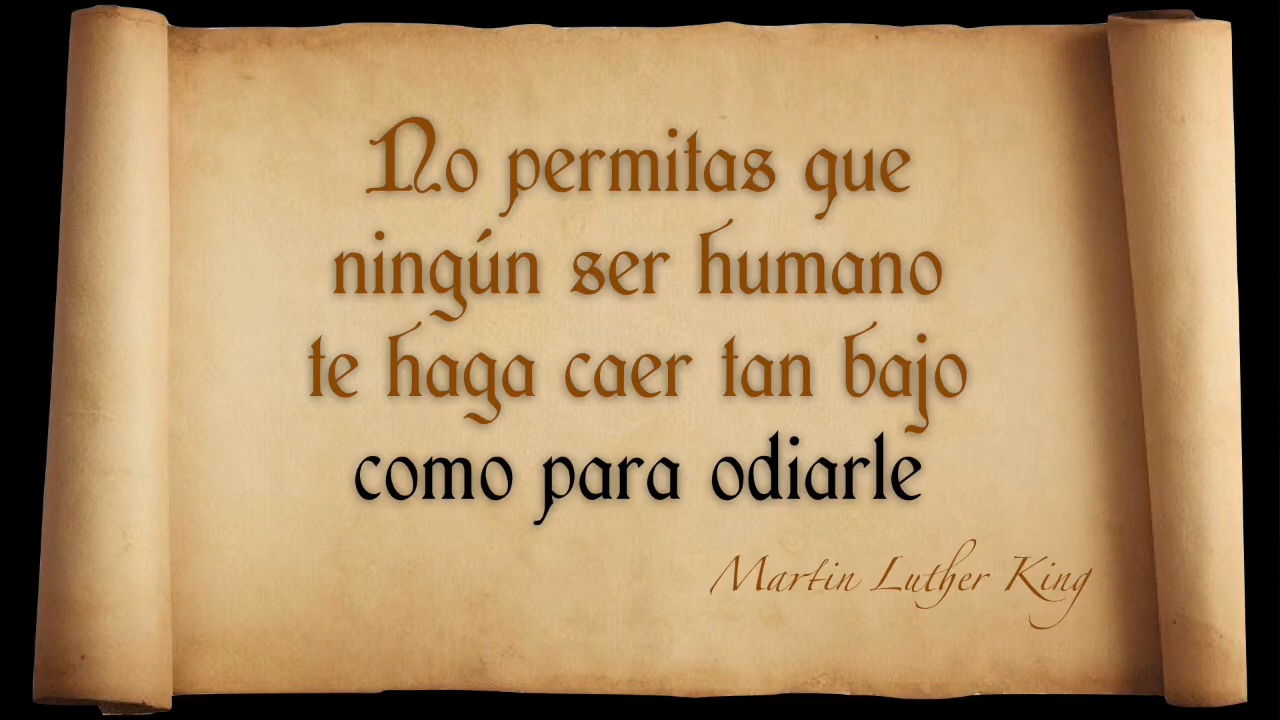 No permitas que
ningún ser humano
te haga caer tan bajo
como para odiarle
Martin Luther King